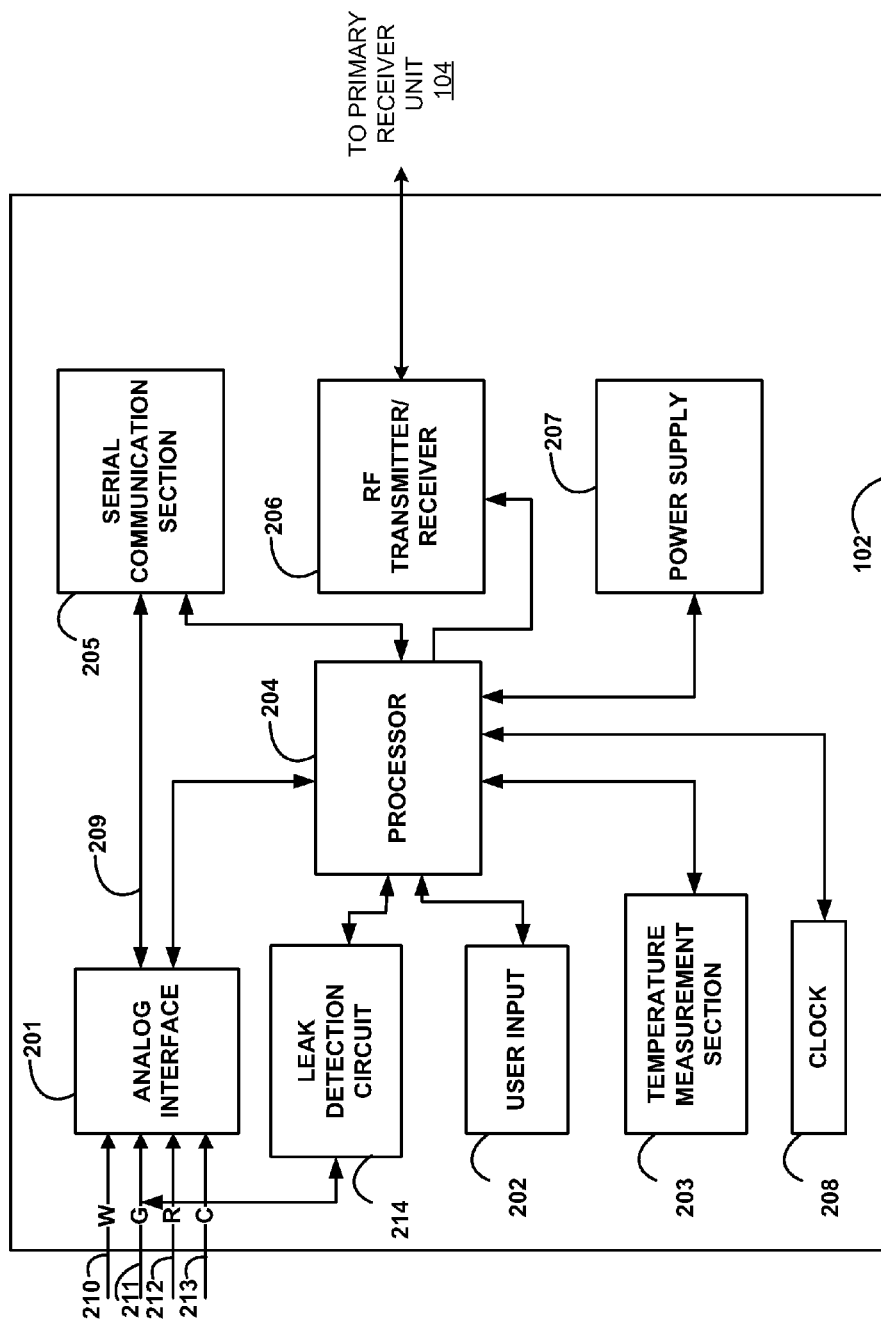 210
W
211
G
212
R
213
C
201
ANALOG
INTERFACE
209
205
SERIAL
COMMUNICATION
SECTION
214
LEAK
DETECTION
CIRCUIT
204
PROCESSOR
206
RF
TRANSMITTER/
RECEIVER
TO PRIMARY
RECEIVER
UNIT
104
202
USER INPUT
207
POWER SUPPLY
203
TEMPERATURE
MEASUREMENT
SECTION
208
CLOCK
102